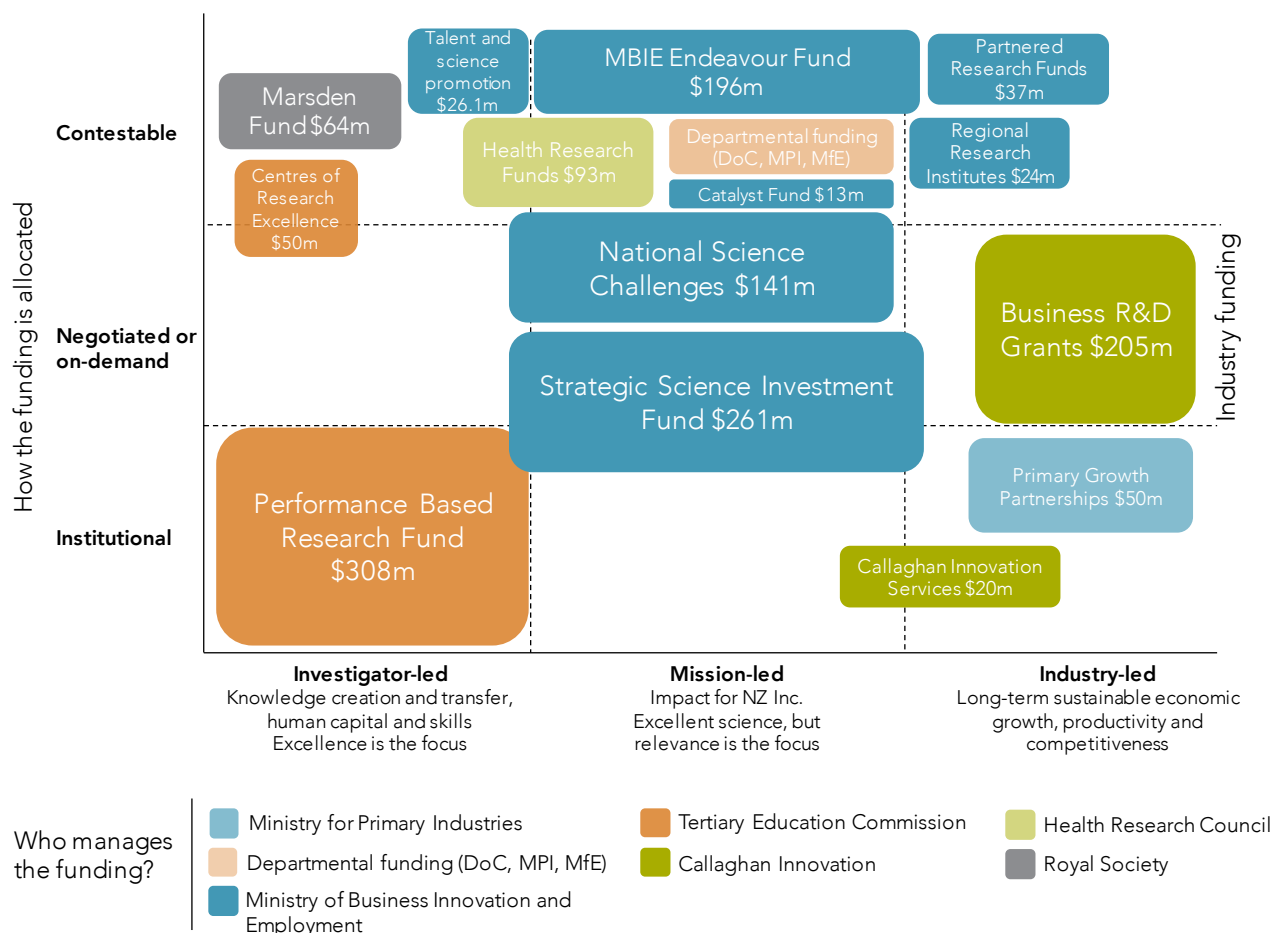 Talent and
science
promotion
$26.1m
MBIE Endeavour Fund
$196m
Partnered
Research Funds
$37m
Marsden
Fund $64m
Contestable
Health Research
Funds $93m
Departmental funding
(DoC, MPI, MfE)
Regional
Research
Institutes $24m
Centres of
Research
Excellence
$50m
Catalyst Fund $13m
How the funding is allocated
National Science
Challenges $141m
Industry funding
Negotiated or
on-demand
Business R&D
Grants $205m
Strategic Science Investment
Fund $261m
Institutional
Performance Based
Research Fund
$308m
Primary Growth
Partnerships $50m
Callaghan Innovation
Services $20m
Investigator-led
Knowledge creation and transfer,
human capital and skills
Excellence is the focus
Mission-led
Impact for NZ Inc.
Excellent science, but
relevance is the focus
Industry-led
Long-term sustainable economic
growth, productivity and
competitiveness
Who manages
the funding?
Ministry for Primary Industries
Departmental funding (DoC, MPI, MfE)
Ministry of Business Innovation and
Employment
Tertiary Education Commission
Callaghan Innovation
Health Research Council
Royal Society